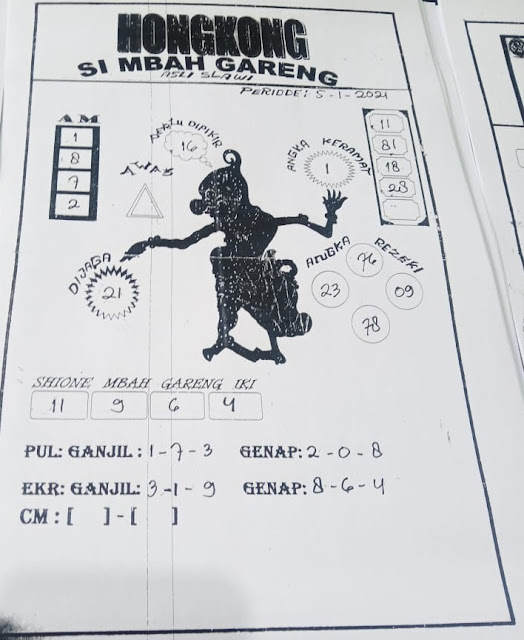 HONGKONG
SI MBAH GARENG
ASLI SLAWI
PERIODE: 5-1-2021
AM
1
8
7
2
PERLU DIPIKIR
16
AWAS
ANGKA KERAMAT
1
11
81
18
28
DIJAGA
21
ANGKA REZEKI
76
23
09
78
SHIONE MBAH GARENG IKI
11 9 6 4
PUL: GANJIL: 1-7-3 GENAP: 2-0-8
EKR: GANJIL: 3-1-9 GENAP: 8-6-4
CM : [ ] - [ ]